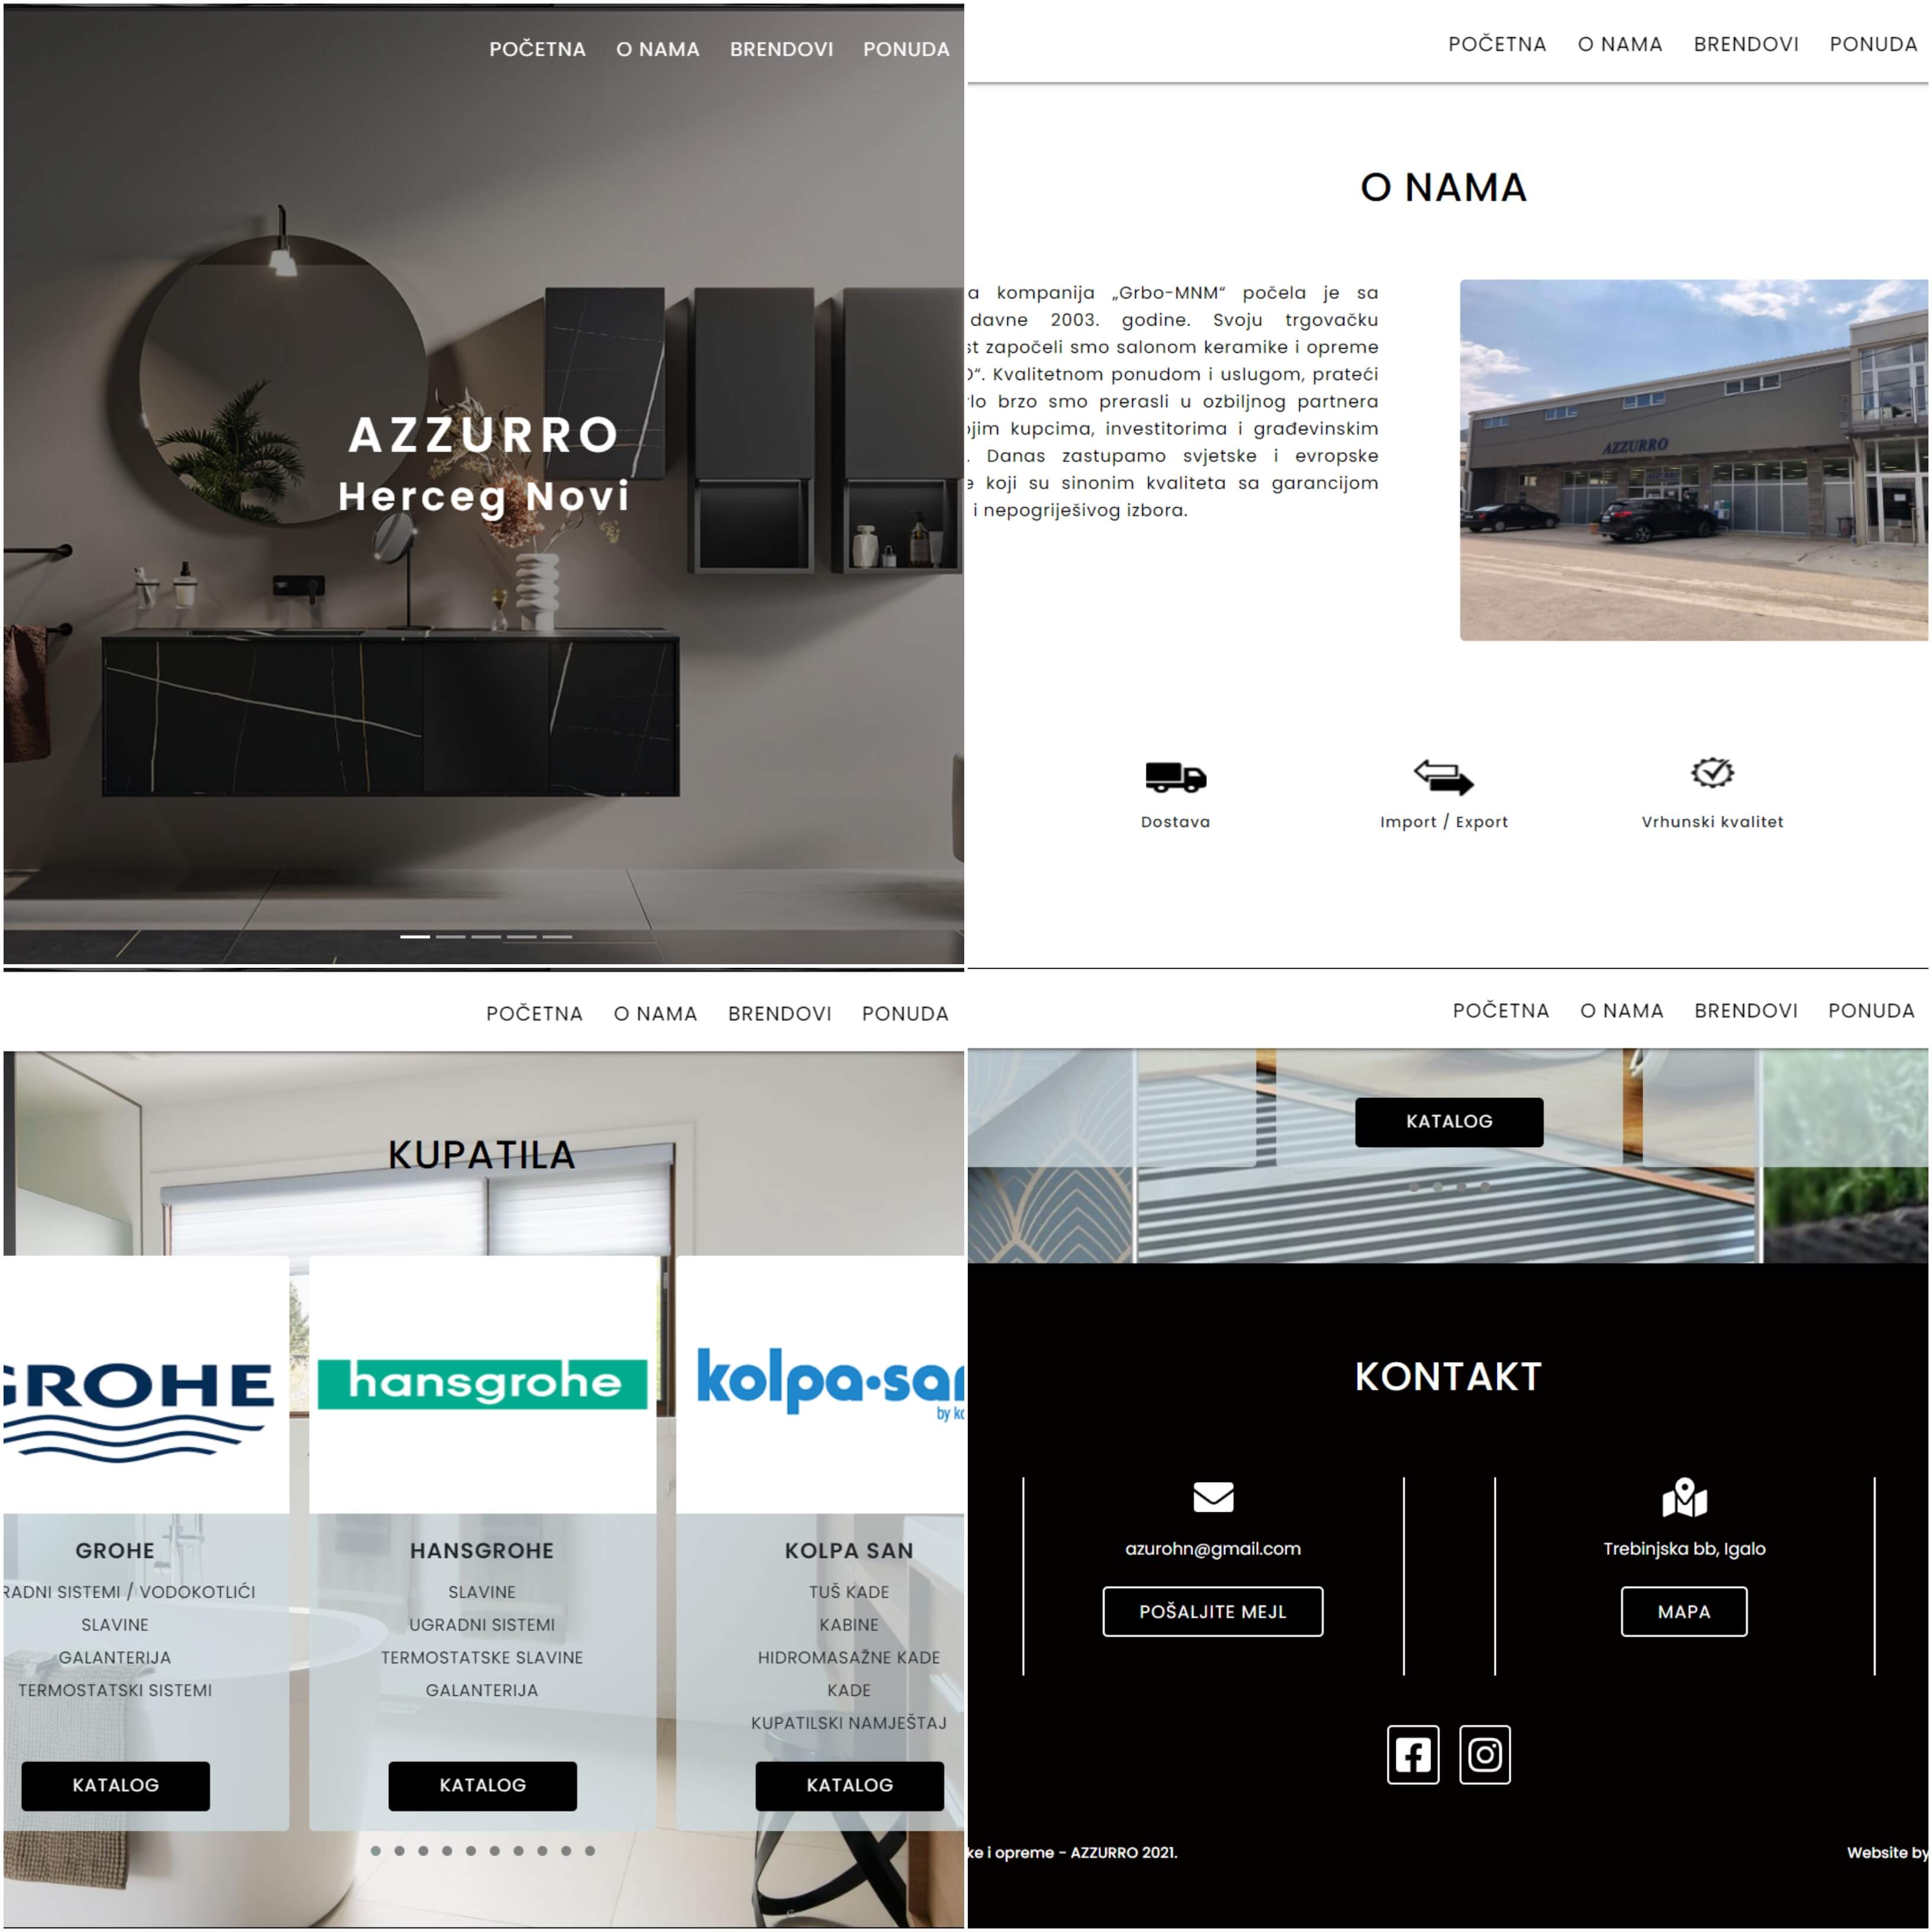 POČETNA O NAMA BRENDOVI PONUDA
AZZURRO
Herceg Novi
POČETNA O NAMA BRENDOVI PONUDA
O NAMA
a kompanija „Grbo-MNM“ počela je sa
davne 2003. godine. Svoju trgovačku
st započeli smo salonom keramike i opreme
“. Kvalitetnom ponudom i uslugom, prateći
lo brzo smo prerasli u ozbiljnog partnera
jim kupcima, investitorima i građevinskim
. Danas zastupamo svjetske i evropske
e koji su sinonim kvaliteta sa garancijom
i nepogriješivog izbora.
AZZURRO
Dostava
Import / Export
Vrhunski kvalitet
POČETNA O NAMA BRENDOVI PONUDA
KUPATILA
GROHE
hansgrohe
kolpa·san
by ko
GROHE
RADNI SISTEMI / VODOKOTLIĆI
SLAVINE
GALANTERIJA
TERMOSTATSKI SISTEMI
KATALOG
HANSGROHE
SLAVINE
UGRADNI SISTEMI
TERMOSTATSKE SLAVINE
GALANTERIJA
KATALOG
KOLPA SAN
TUŠ KADE
KABINE
HIDROMASAŽNE KADE
KADE
KUPATILSKI NAMJEŠTAJ
KATALOG
POČETNA O NAMA BRENDOVI PONUDA
KATALOG
KONTAKT
azurohn@gmail.com
POŠALJITE MEJL
Trebinjska bb, Igalo
MAPA
ke i opreme - AZZURRO 2021.
Website by